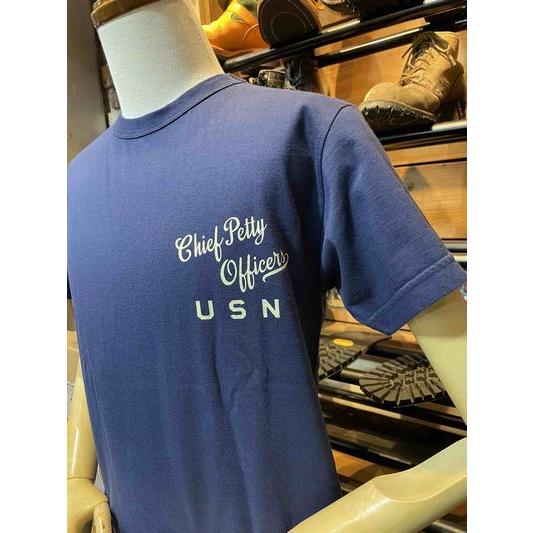 Chief Petty
Officers
USN